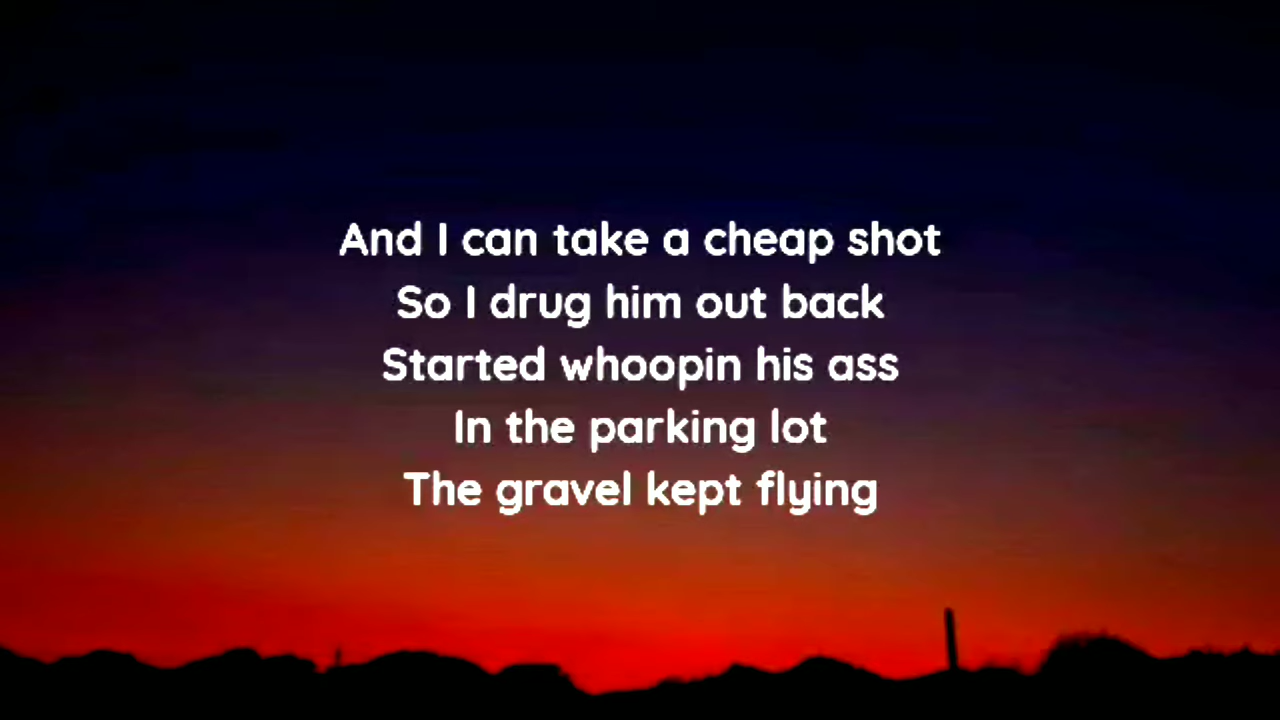 And I can take a cheap shot
So I drug him out back
Started whoopin his ass
In the parking lot
The gravel kept flying